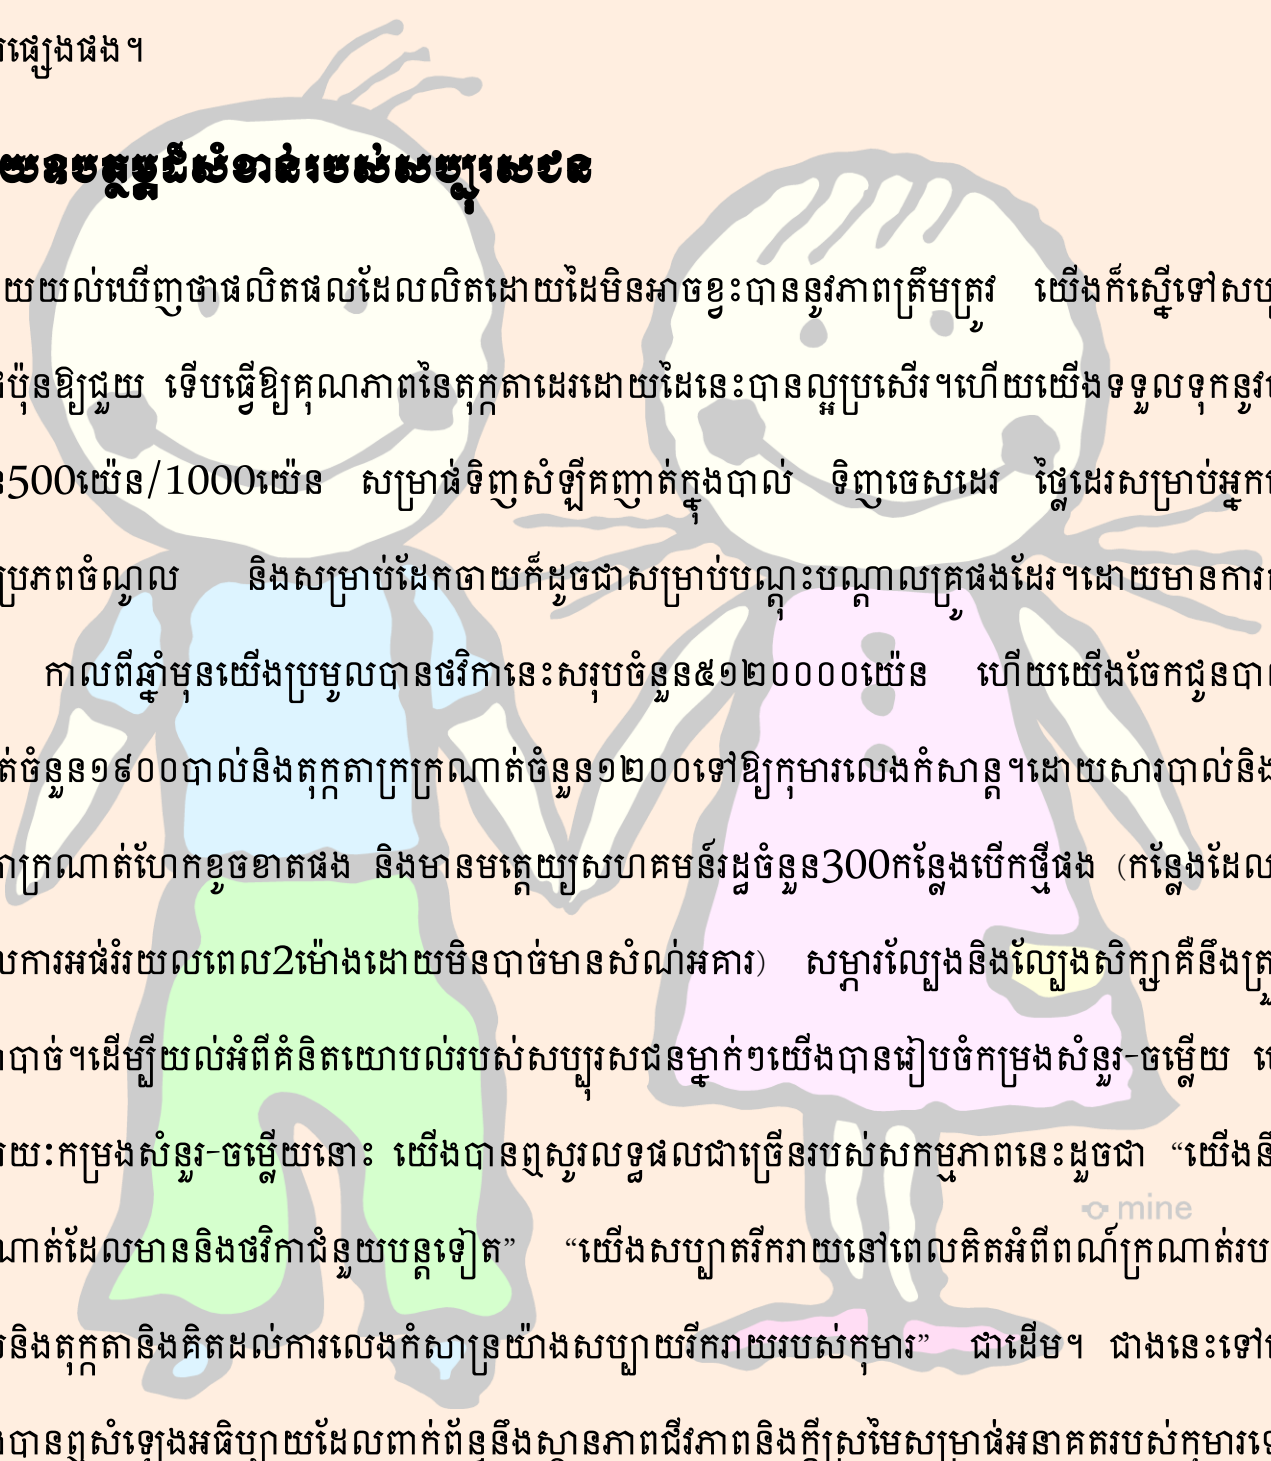 ផ្សេងផង។
យឧបត្ថម្ភដ៏សំខាន់របស់សប្បុរសជន
យយល់ឃើញថាផលិតផលដែលលិតដោយដៃមិនអាចខ្វះបាននូវភាពត្រឹមត្រូវ យើងក៏ស្នើទៅសប្បុ
ប៉ុនឱ្យជួយ ទើបធ្វើឱ្យគុណភាពនៃតុក្កតាដេរដោយដៃនេះបានល្អប្រសើរ។ហើយយើងទទួលទុកនូវ
500យ៉េន/1000យ៉េន សម្រាផ់ទិញសំឡីគញាត់ក្នុងបាល់ ទិញចេសដេរ ថ្លៃដេរសម្រាប់អ្នក
ប្រភពចំណូល និងសម្រាប់ដែកចាយក៏ដូចជាសម្រាប់បណ្តុះបណ្តាលគ្រូផងដែរ។ដោយមានការ
កាលពីឆ្នាំមុនយើងប្រមូលបានថវិកានេះសរុបចំនួន៥១២០០០០យ៉េន ហើយយើងចែកជូនបា
ត់ចំនួន១៩០០បាល់និងតុក្កតាក្រក្រណាត់ចំនួន១២០០ទៅឱ្យកុមារលេងកំសាន្ត។ដោយសារបាល់និង
ក្រណាត់ហែកខូចខាតផង និងមានមត្តេយ្យសហគមន៍រដ្ឋចំនួន300កន្លែងបើកថ្មីផង (កន្លែងដែល
ការអផ់រំរយលពេល2ម៉ោងដោយមិនបាច់មានសំណ់អគារ) សម្ភារល្បែងនិងល្បែងសិក្សាគឺនឹងត្រូ
បាច់។ដើម្បីយល់អំពីគំនិតយោបល់របស់សប្បុរសជនម្នាក់ៗយើងបានរៀបចំកម្រងសំនួរ-ចម្លើយ
រយ:កម្រងសំនួរ-ចម្លើយនោះ យើងបានឮសូរលទ្ធផលជាច្រើនរបស់សកម្មភាពនេះដូចជា “យើងនឹ
ណាត់ដែលមាននិងថវិកាជំនួយបន្តទៀត” “យើងសប្បាតរីករាយនៅពេលគិតអំពីពណ៍ក្រណាត់រប
និងតុក្កតានិងគិតដល់ការលេងកំសាន្រយ៉ាងសប្បាយរីករាយរបស់កុមារ” ជាដើម។ ជាងនេះទៅ
បានឮសំឡេងអធិប្បាយដែលពាក់ព័ន្ធនឹងស្ថានភាពជីវភាពនិងក្តីស្រមៃសម្រាផ់អនាគតរបស់កុមារ
mine